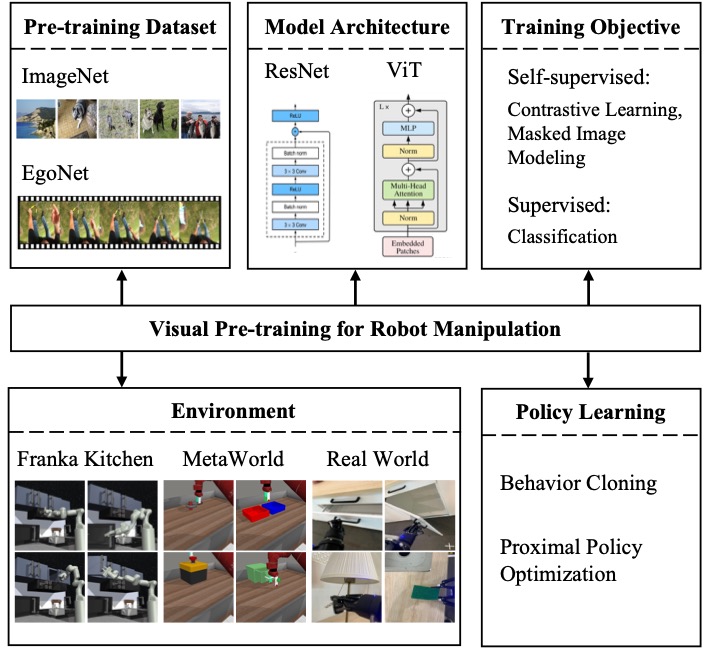 Pre-training Dataset
ImageNet
EgoNet
Model Architecture
ResNet
ViT
ReLU
Batch norm
3 × 3 Conv
ReLU
Batch norm
3 × 3 Conv
L ×
+
MLP
Norm
+
Multi-Head
Attention
Norm
Embedded
Patches
Training Objective
Self-supervised:
Contrastive Learning,
Masked Image
Modeling
Supervised:
Classification
Visual Pre-training for Robot Manipulation
Environment
Franka Kitchen
MetaWorld
Real World
Policy Learning
Behavior Cloning
Proximal Policy
Optimization